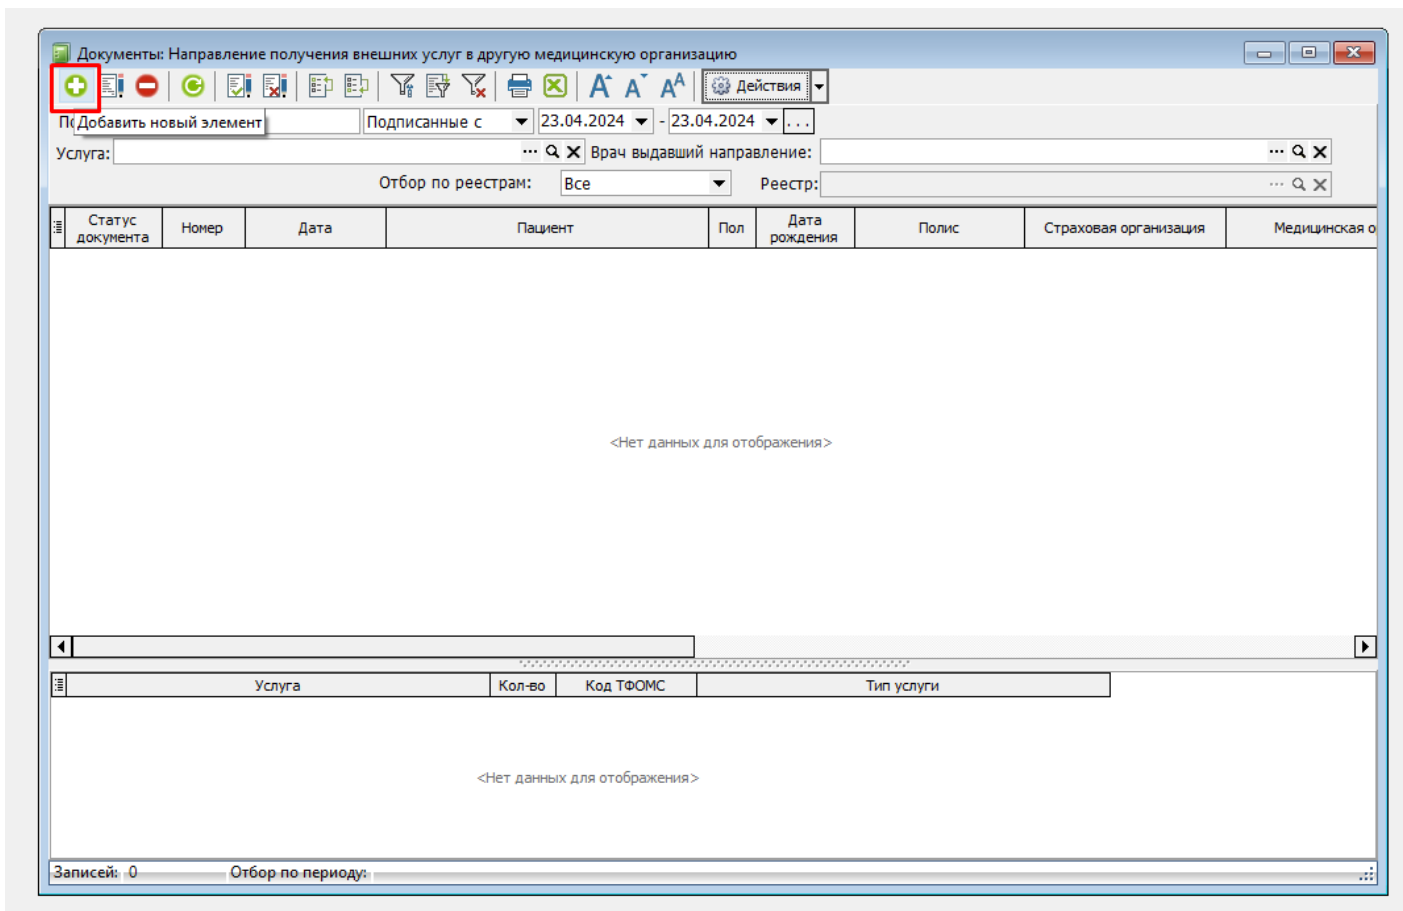 Документы: Направление получения внешних услуг в другую медицинскую организацию
Действия
Добавить новый элемент Подписанные с 23.04.2024 - 23.04.2024 ...
Услуга: Врач выдавший направление:
Отбор по реестрам: Все Реестр:
Статус документа Номер Дата Пациент Пол Дата рождения Полис Страховая организация Медицинская о
<Нет данных для отображения>
Услуга Кол-во Код ТФОМС Тип услуги
<Нет данных для отображения>
Записей: 0 Отбор по периоду: